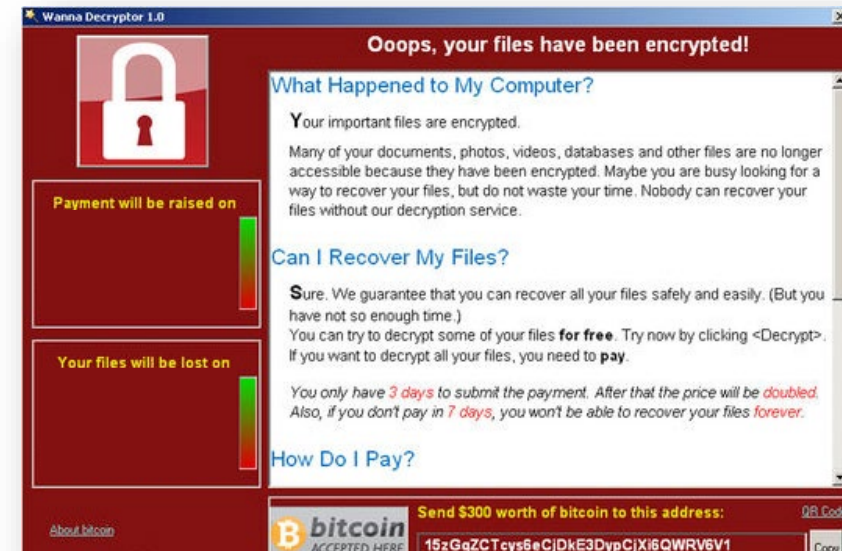 Wanna Decryptor 1.0
Ooops, your files have been encrypted!
What Happened to My Computer?
Your important files are encrypted.
Many of your documents, photos, videos, databases and other files are no longer
accessible because they have been encrypted. Maybe you are busy looking for a
way to recover your files, but do not waste your time. Nobody can recover your
files without our decryption service.
Can I Recover My Files?
Sure. We guarantee that you can recover all your files safely and easily. (But you
have not so enough time.)
You can try to decrypt some of your files for free. Try now by clicking <Decrypt>.
If you want to decrypt all your files, you need to pay.
You only have 3 days to submit the payment. After that the price will be doubled.
Also, if you don't pay in 7 days, you won't be able to recover your files forever.
How Do I Pay?
Payment will be raised on
Your files will be lost on
About bitcoin
bitcoin
ACCEPTED HERE
Send $300 worth of bitcoin to this address:
QR Code
15zGqZCTcys6eCjDkE3DypCjXi6QWRV6V1
Copy